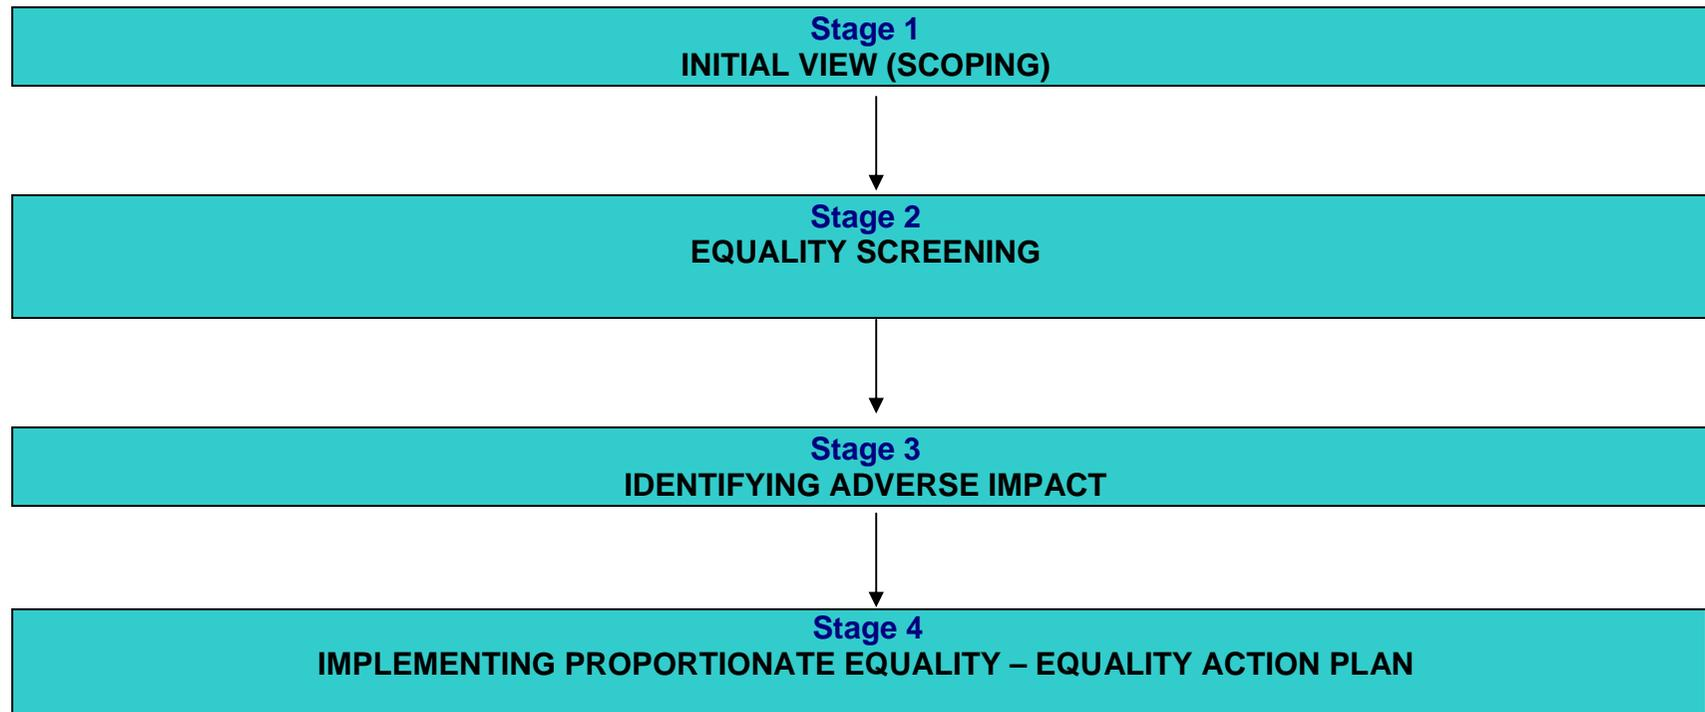 Stage 1
INITIAL VIEW (SCOPING)
Stage 2
EQUALITY SCREENING
Stage 3
IDENTIFYING ADVERSE IMPACT
Stage 4
IMPLEMENTING PROPORTIONATE EQUALITY – EQUALITY ACTION PLAN